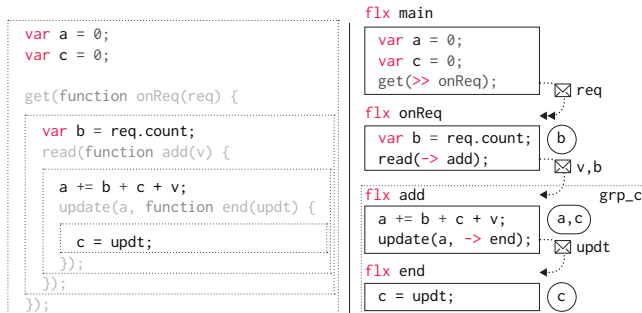 var a = 0;
var c = 0;
get(function onReq(req) {
var b = req.count;
read(function add(v) {
a += b + c + v;
update(a, function end(updt) {
c = updt;
});
});
});
flx main
var a = 0;
var c = 0;
get(>> onReq);
req
flx onReq
var b = req.count;
read(-> add);
b
v,b
flx add
grp_c
a += b + c + v;
update(a, -> end);
a,c
updt
flx end
c = updt;
c